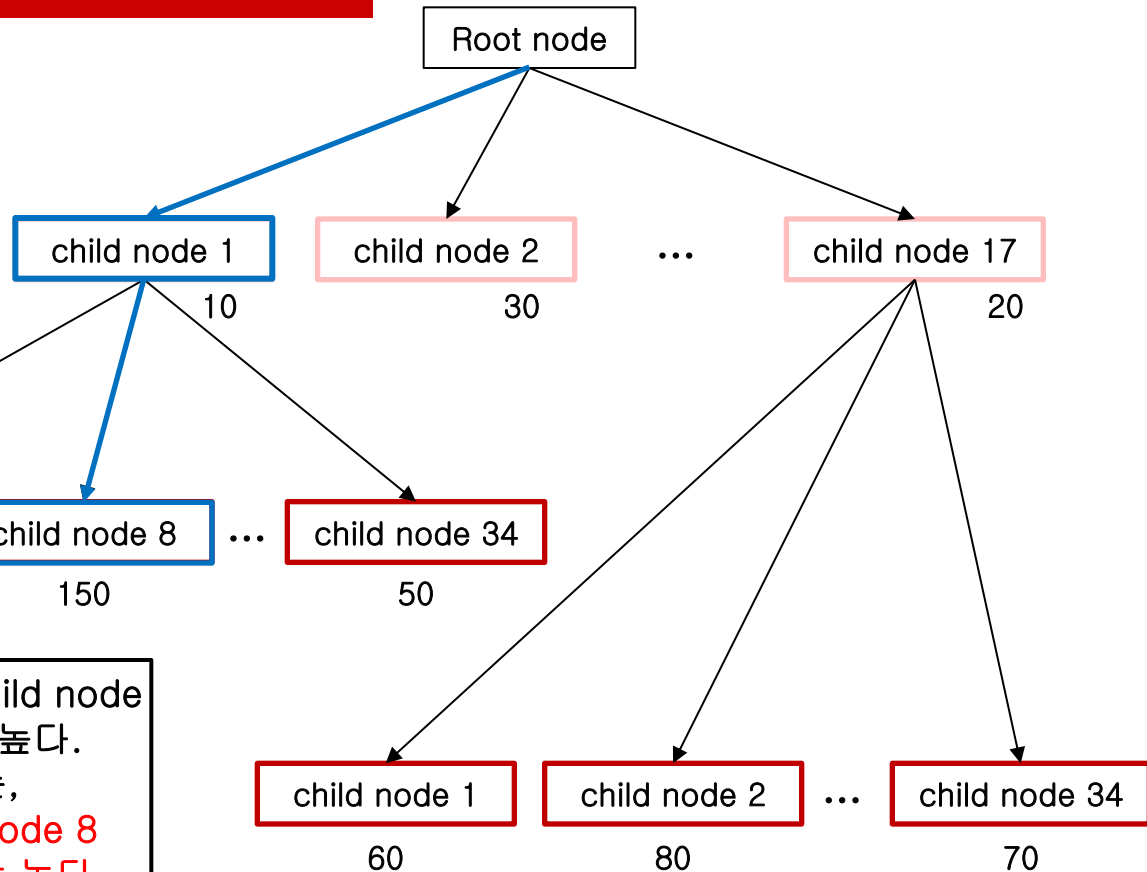 Root node
child node 1
child node 2
...
child node 17
10
30
20
child node 8
...
child node 34
150
50
node
높다.
node 8
child node 1
child node 2
...
child node 34
60
80
70